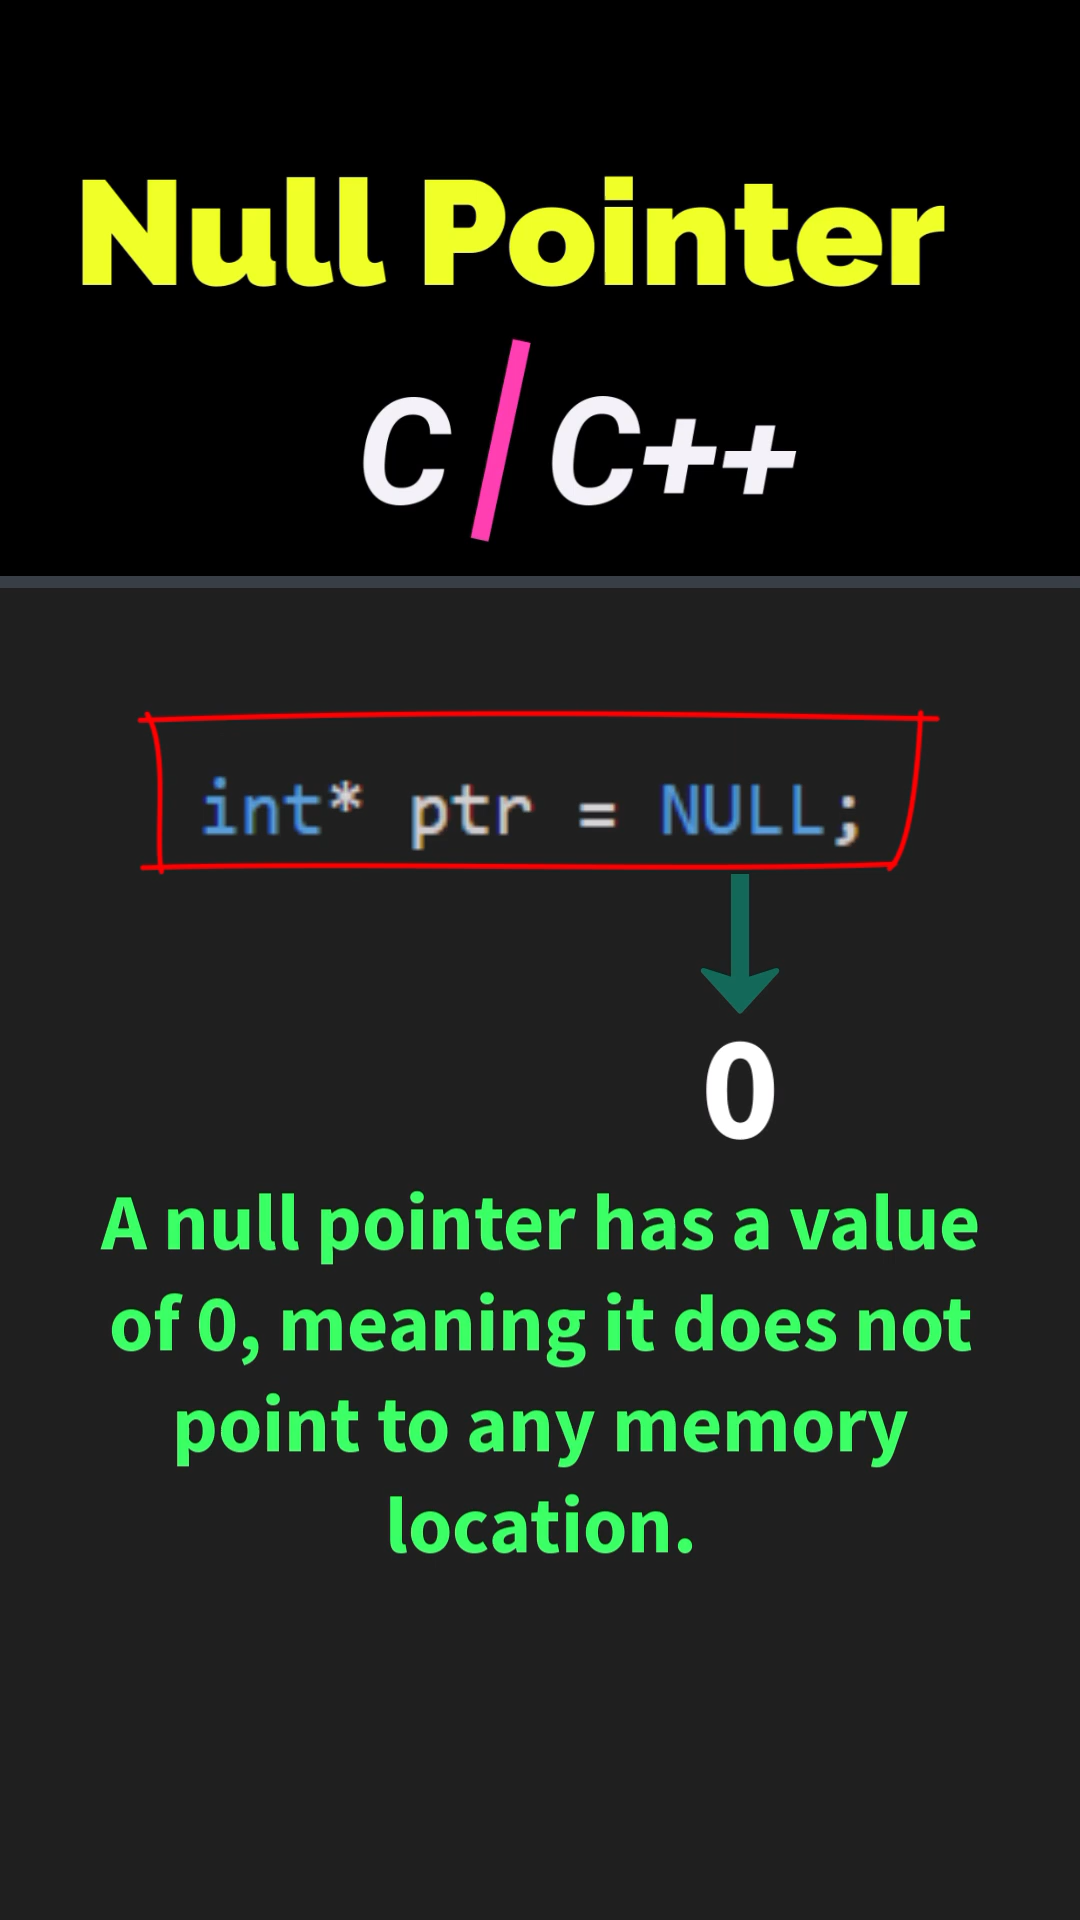 Null Pointer
C/C++
int* ptr = NULL;
0
A null pointer has a value
of 0, meaning it does not
point to any memory
location.